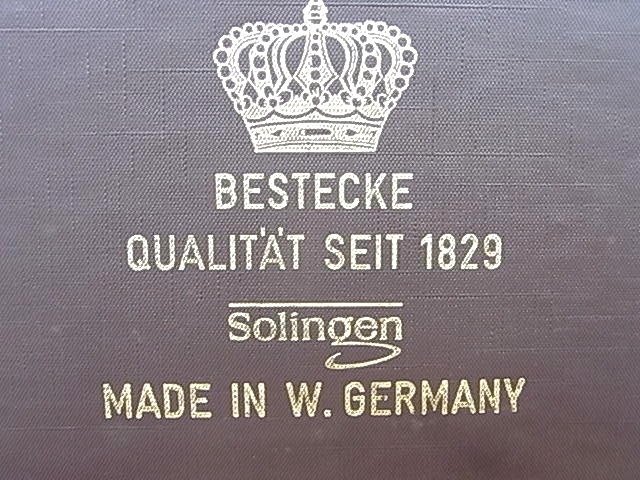 BESTECKE
QUALITÄT SEIT 1829
Solingen
MADE IN W. GERMANY